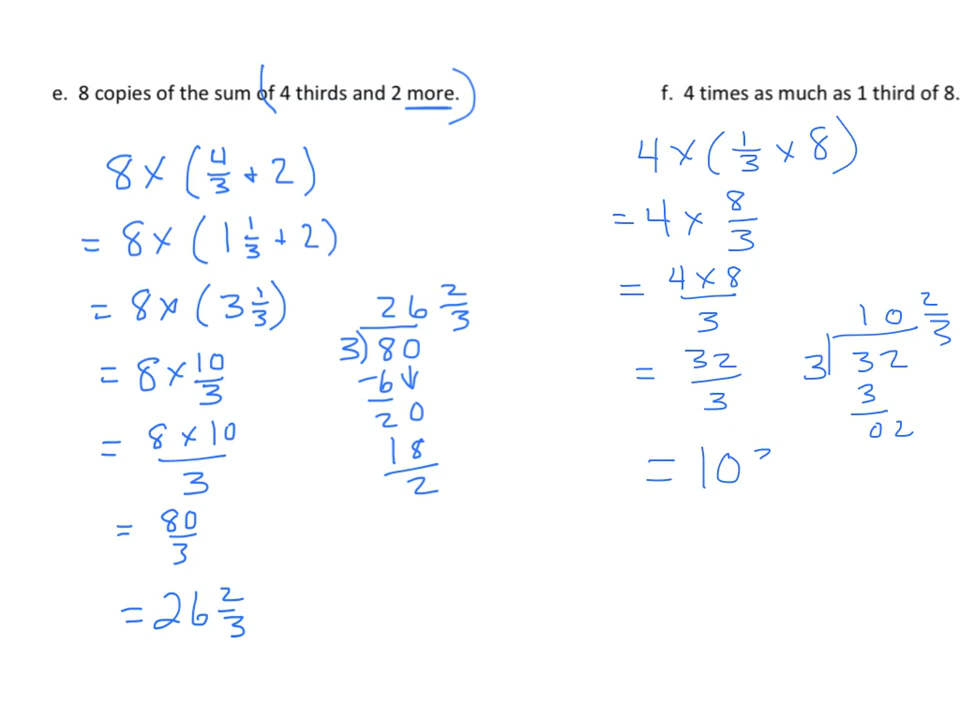 e. 8 copies of the sum of 4 thirds and 2 more.
8 × (4/3 + 2)
= 8 × (1 1/3 + 2)
= 8 × (3 1/3)
= 8 × 10/3
= 8 × 10 / 3
= 80/3
= 26 2/3
26 2/3
3) 80
-6↓
20
18
2
f. 4 times as much as 1 third of 8.
4 × (1/3 × 8)
= 4 × 8/3
= 4 × 8 / 3
= 32/3
= 10
10 2/3
3) 32
3
02